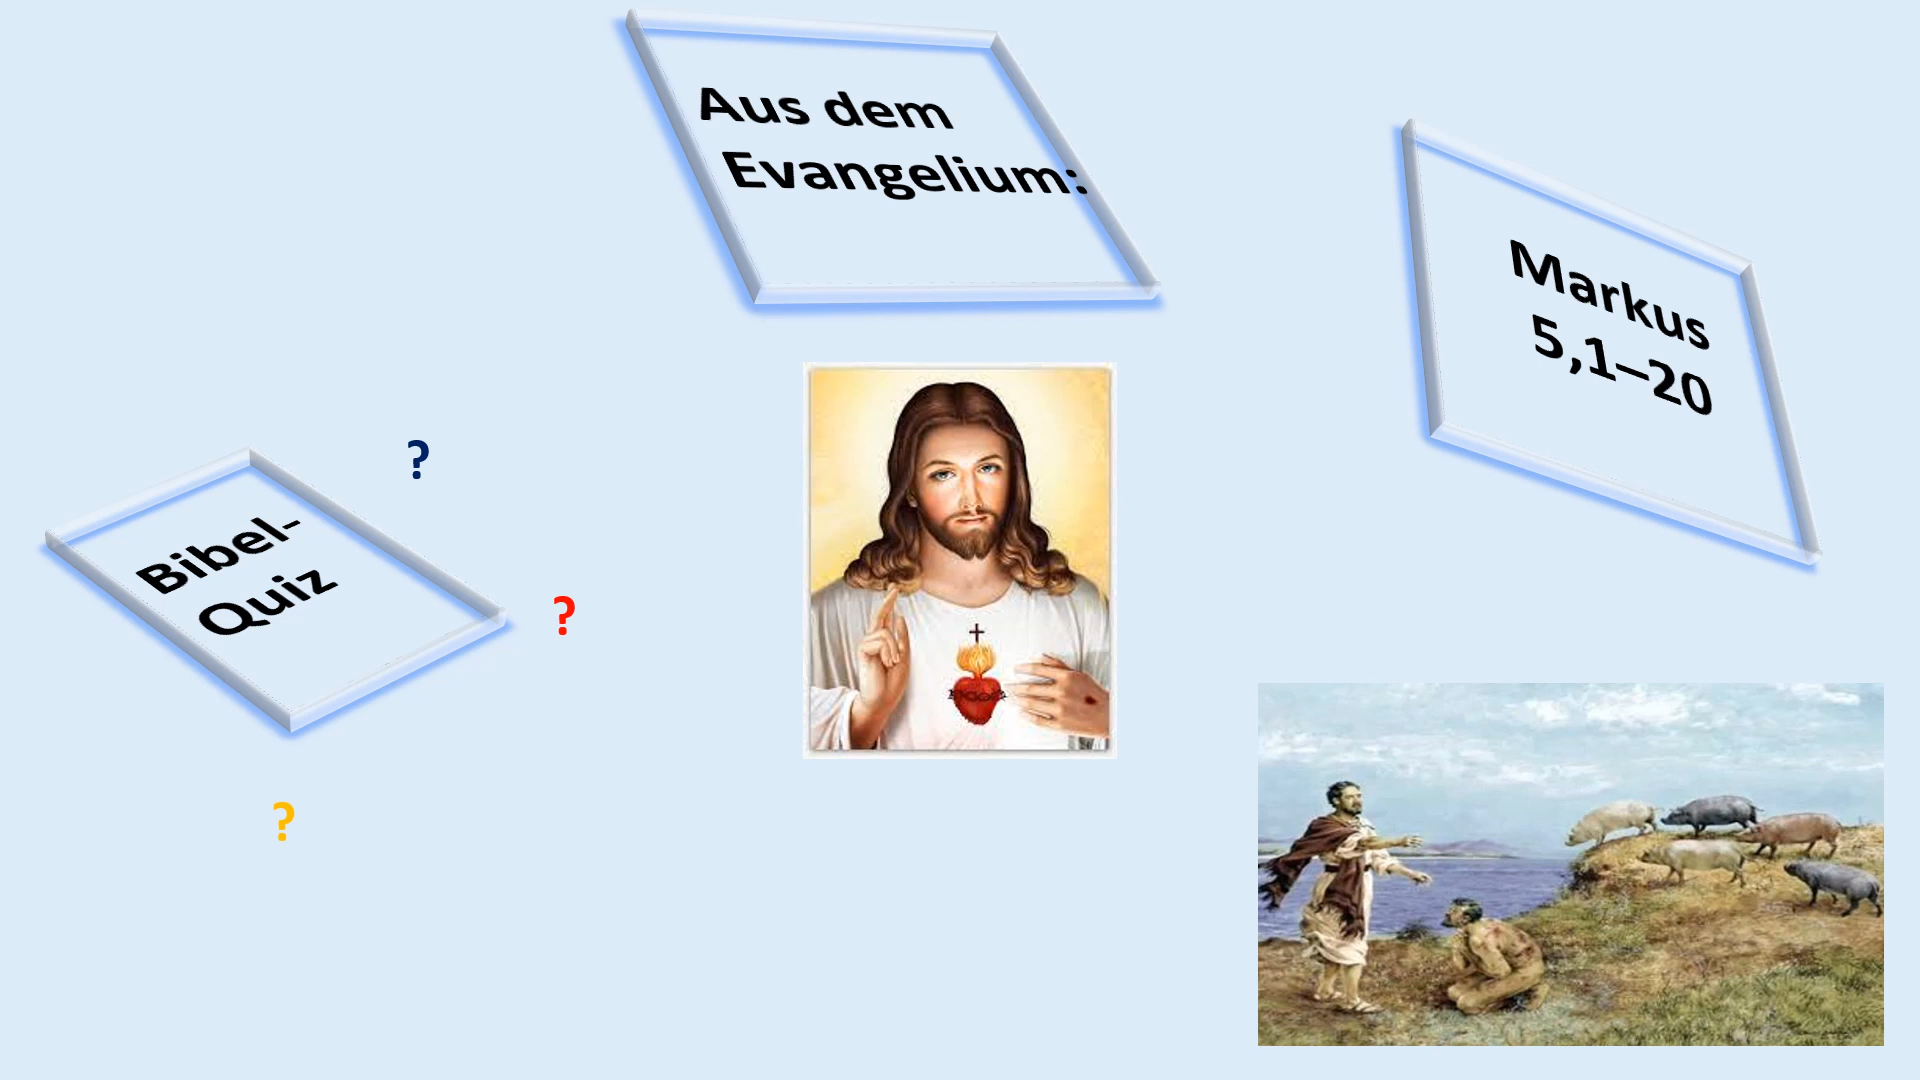 Aus dem
Evangelium:
Markus
5,1–20
Bibel-
Quiz
?
?
?